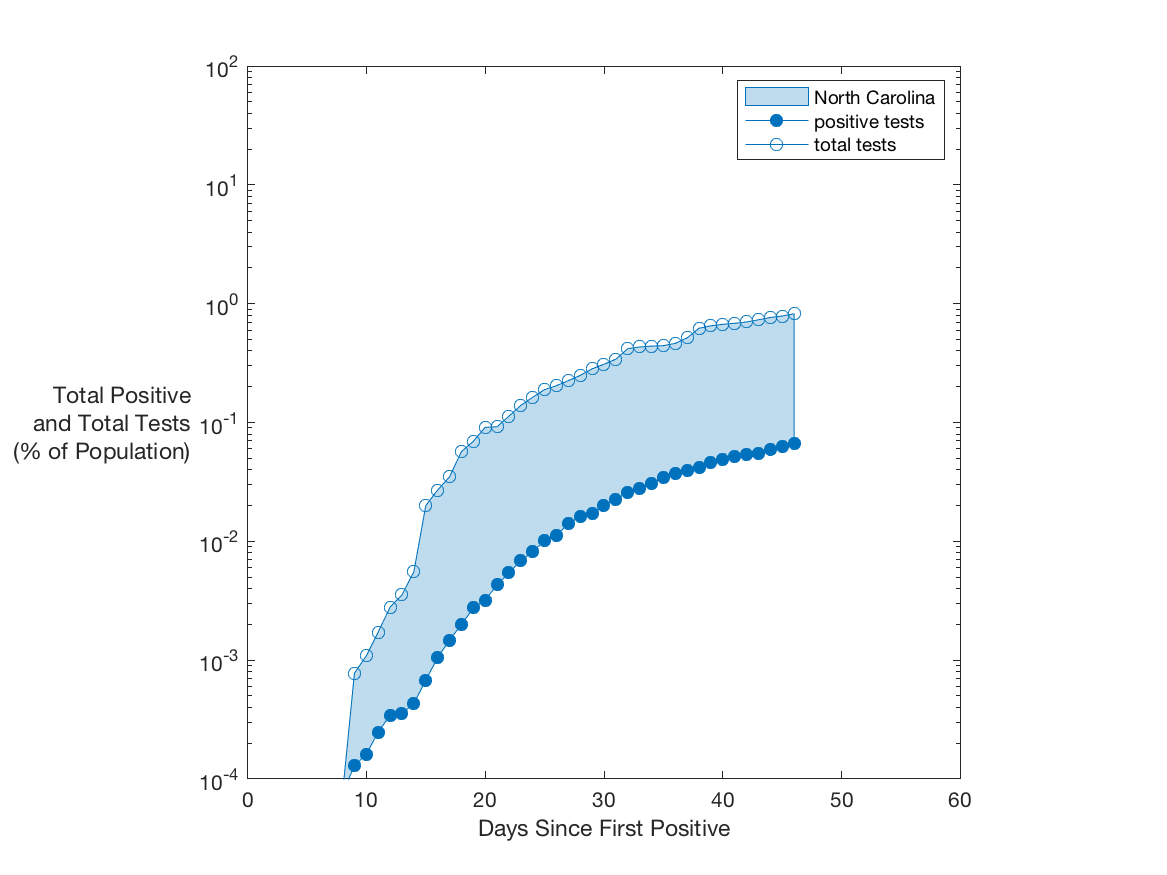 10^2
10^1
10^0
10^-1
10^-2
10^-3
10^-4
Total Positive
and Total Tests
(% of Population)
North Carolina
positive tests
total tests
0 10 20 30 40 50 60
Days Since First Positive